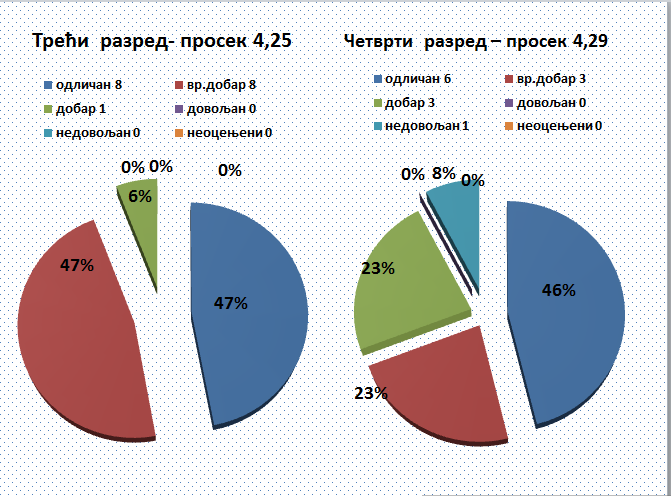 Трећи разред- просек 4,25
одличан 8 вр.добар 8
добар 1 довољан 0
недовољан 0 неоцењени 0
0% 0% 0%
6%
47%
47%
Четврти разред – просек 4,29
одличан 6 вр.добар 3
добар 3 довољан 0
недовољан 1 неоцењени 0
0% 8% 0%
23%
46%
23%